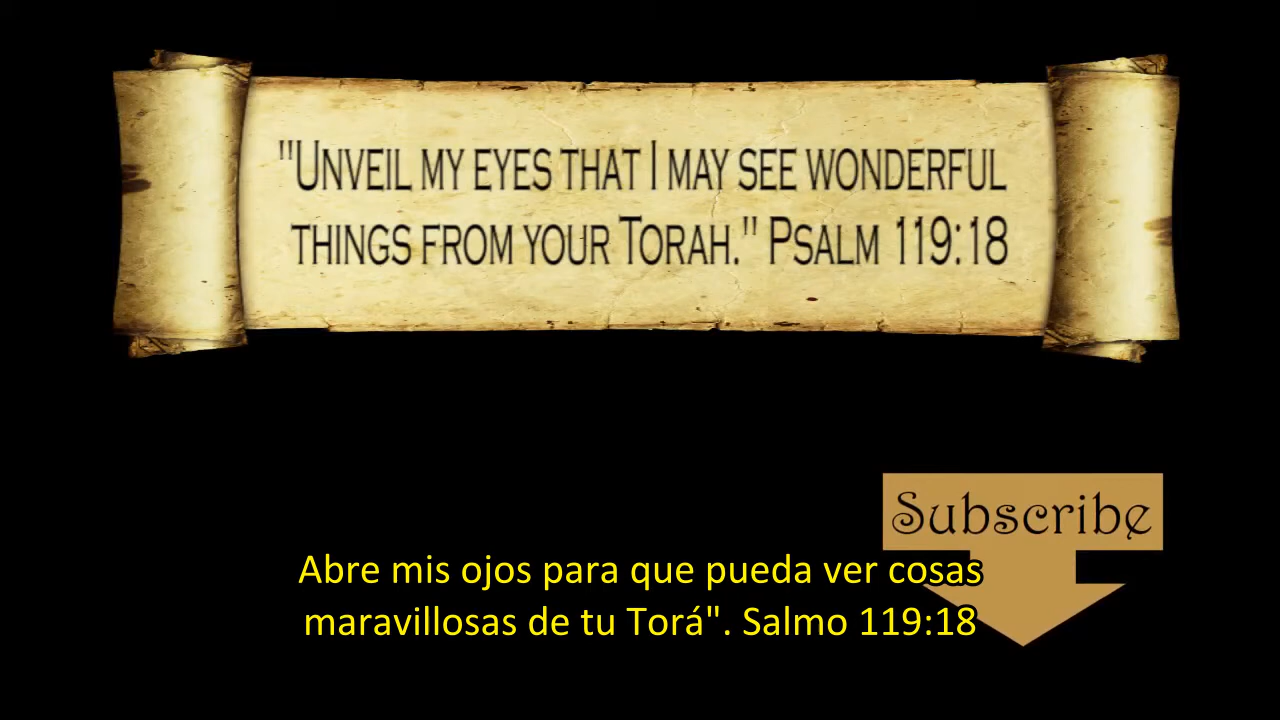 "Unveil my eyes that I may see wonderful
things from your Torah." Psalm 119:18
Subscribe
Abre mis ojos para que pueda ver cosas
maravillosas de tu Torá". Salmo 119:18